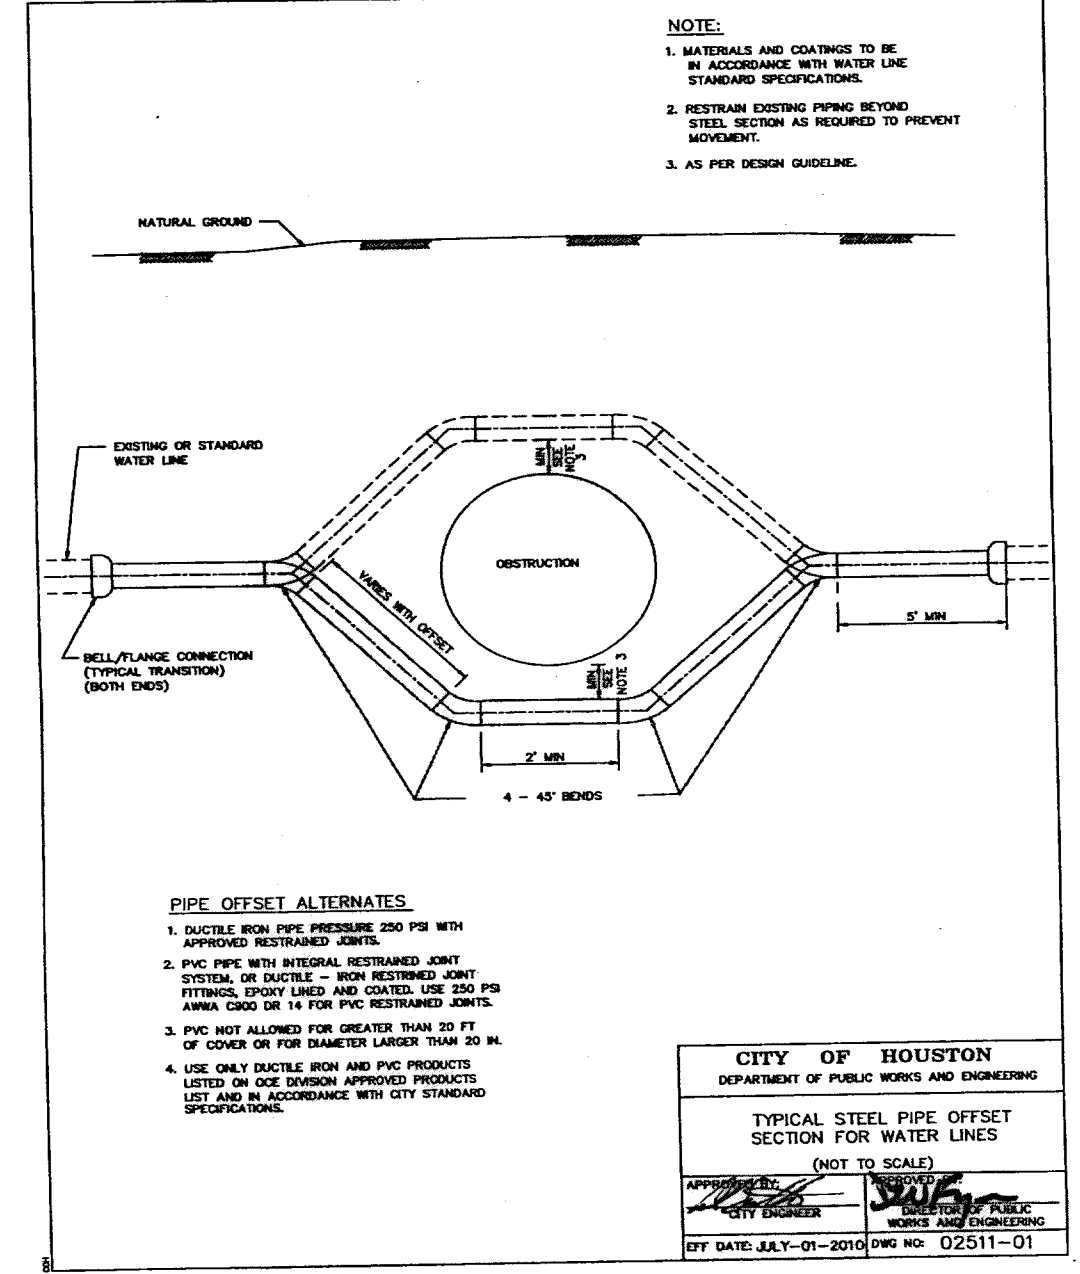 NOTE:
1. MATERIALS AND COATINGS TO BE
IN ACCORDANCE WITH WATER LINE
STANDARD SPECIFICATIONS.
2. RESTRAIN EXISTING PIPING BEYOND
STEEL SECTION AS REQUIRED TO PREVENT
MOVEMENT.
3. AS PER DESIGN GUIDELINE.
NATURAL GROUND
EXISTING OR STANDARD
WATER LINE
MIN
SEE
NOTE 3
OBSTRUCTION
VARIES WITH OFFSET
5' MIN
BELL/FLANGE CONNECTION
(TYPICAL TRANSITION)
(BOTH ENDS)
MIN
SEE
NOTE 3
2' MIN
4 - 45° BENDS
PIPE OFFSET ALTERNATES
1. DUCTILE IRON PIPE PRESSURE 250 PSI WITH
APPROVED RESTRAINED JOINTS.
2. PVC PIPE WITH INTEGRAL RESTRAINED JOINT
SYSTEM, OR DUCTILE - IRON RESTRINED JOINT
FITTINGS, EPOXY LINED AND COATED. USE 250 PSI
AWWA C900 DR 14 FOR PVC RESTRAINED JOINTS.
3. PVC NOT ALLOWED FOR GREATER THAN 20 FT
OF COVER OR FOR DIAMETER LARGER THAN 20 IN.
4. USE ONLY DUCTILE IRON AND PVC PRODUCTS
LISTED ON OCE DIVISION APPROVED PRODUCTS
LIST AND IN ACCORDANCE WITH CITY STANDARD
SPECIFICATIONS.
CITY OF HOUSTON
DEPARTMENT OF PUBLIC WORKS AND ENGINEERING
TYPICAL STEEL PIPE OFFSET
SECTION FOR WATER LINES
(NOT TO SCALE)
APPROVED BY:
CITY ENGINEER
APPROVED BY:
DIRECTOR OF PUBLIC
WORKS AND ENGINEERING
EFF DATE: JULY-01-2010
DWG NO: 02511-01